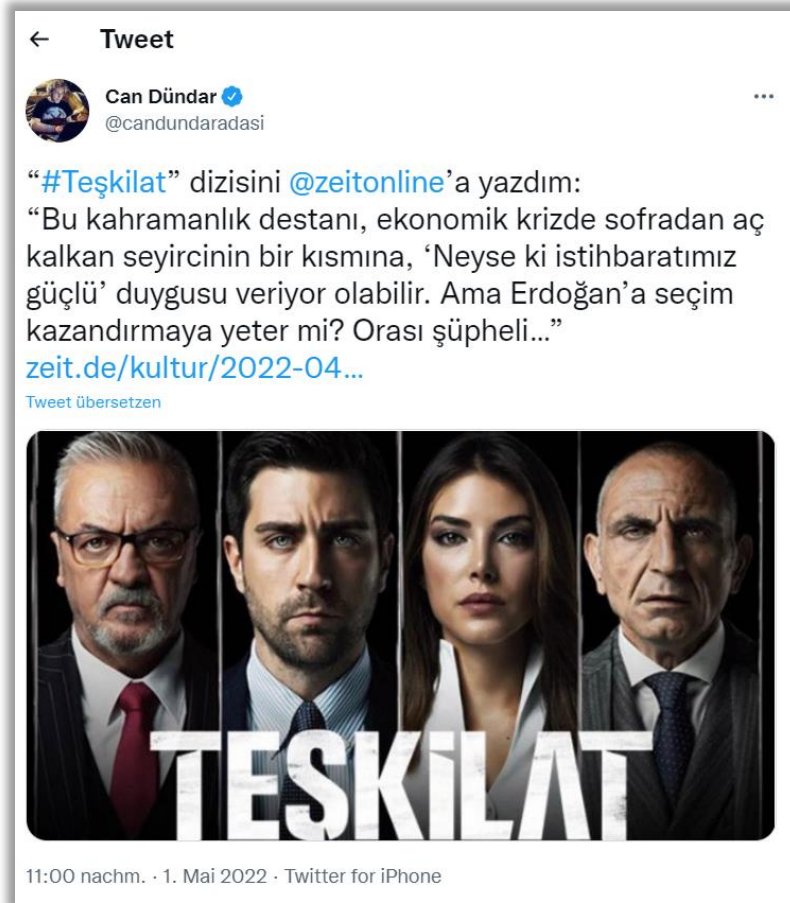 Tweet
Can Dündar
@candundaradasi
“#Teşkilat” dizisini @zeitonline’a yazdım:
“Bu kahramanlık destanı, ekonomik krizde sofradan aç
kalkan seyircinin bir kısmına, ‘Neyse ki istihbaratımız
güçlü’ duygusu veriyor olabilir. Ama Erdoğan’a seçim
kazandırmaya yeter mi? Orası şüpheli...”
zeit.de/kultur/2022-04...
Tweet übersetzen
TEŞKİLAT
11:00 nachm. · 1. Mai 2022 · Twitter for iPhone